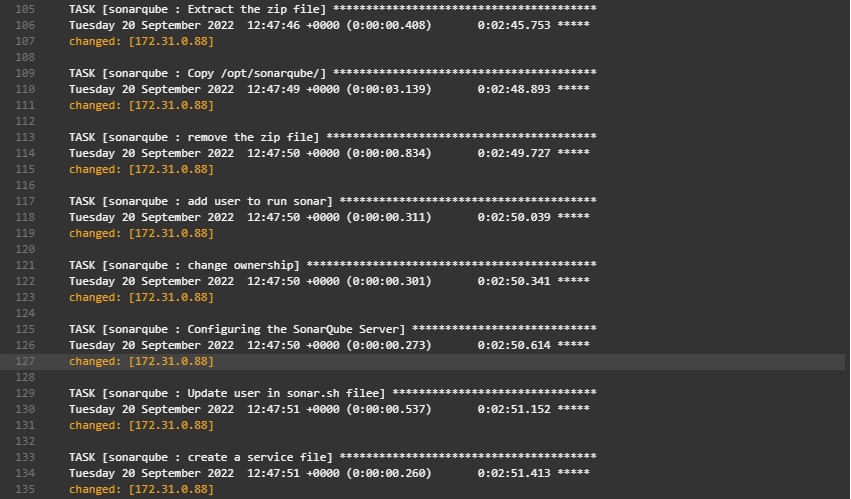 105 TASK [sonarqube : Extract the zip file] ****************************************
106 Tuesday 20 September 2022  12:47:46 +0000 (0:00:00.408)       0:02:45.753 *****
107 changed: [172.31.0.88]
108
109 TASK [sonarqube : Copy /opt/sonarqube/] ****************************************
110 Tuesday 20 September 2022  12:47:49 +0000 (0:00:03.139)       0:02:48.893 *****
111 changed: [172.31.0.88]
112
113 TASK [sonarqube : remove the zip file] *****************************************
114 Tuesday 20 September 2022  12:47:50 +0000 (0:00:00.834)       0:02:49.727 *****
115 changed: [172.31.0.88]
116
117 TASK [sonarqube : add user to run sonar] ***************************************
118 Tuesday 20 September 2022  12:47:50 +0000 (0:00:00.311)       0:02:50.039 *****
119 changed: [172.31.0.88]
120
121 TASK [sonarqube : change ownership] ********************************************
122 Tuesday 20 September 2022  12:47:50 +0000 (0:00:00.301)       0:02:50.341 *****
123 changed: [172.31.0.88]
124
125 TASK [sonarqube : Configuring the SonarQube Server] ****************************
126 Tuesday 20 September 2022  12:47:50 +0000 (0:00:00.273)       0:02:50.614 *****
127 changed: [172.31.0.88]
128
129 TASK [sonarqube : Update user in sonar.sh filee] *******************************
130 Tuesday 20 September 2022  12:47:51 +0000 (0:00:00.537)       0:02:51.152 *****
131 changed: [172.31.0.88]
132
133 TASK [sonarqube : create a service file] ***************************************
134 Tuesday 20 September 2022  12:47:51 +0000 (0:00:00.260)       0:02:51.413 *****
135 changed: [172.31.0.88]